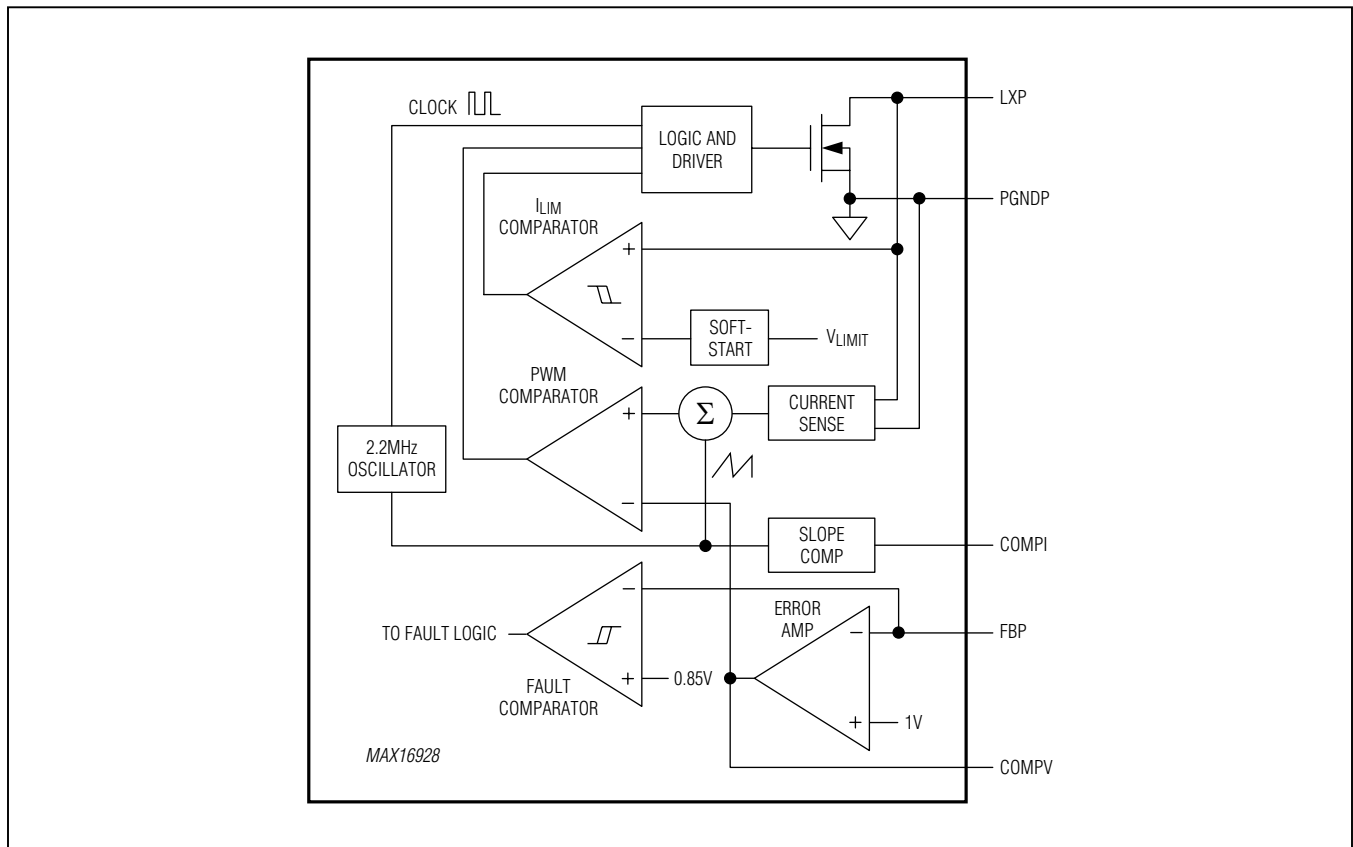 CLOCK
LOGIC AND
DRIVER
LXP
PGNDP
ILIM
COMPARATOR
+
−
SOFT-
START
VLIMIT
PWM
COMPARATOR
+
−
Σ
CURRENT
SENSE
2.2MHz
OSCILLATOR
SLOPE
COMP
COMPI
ERROR
AMP
−
+
1V
FBP
TO FAULT LOGIC
−
+
0.85V
FAULT
COMPARATOR
MAX16928
COMPV